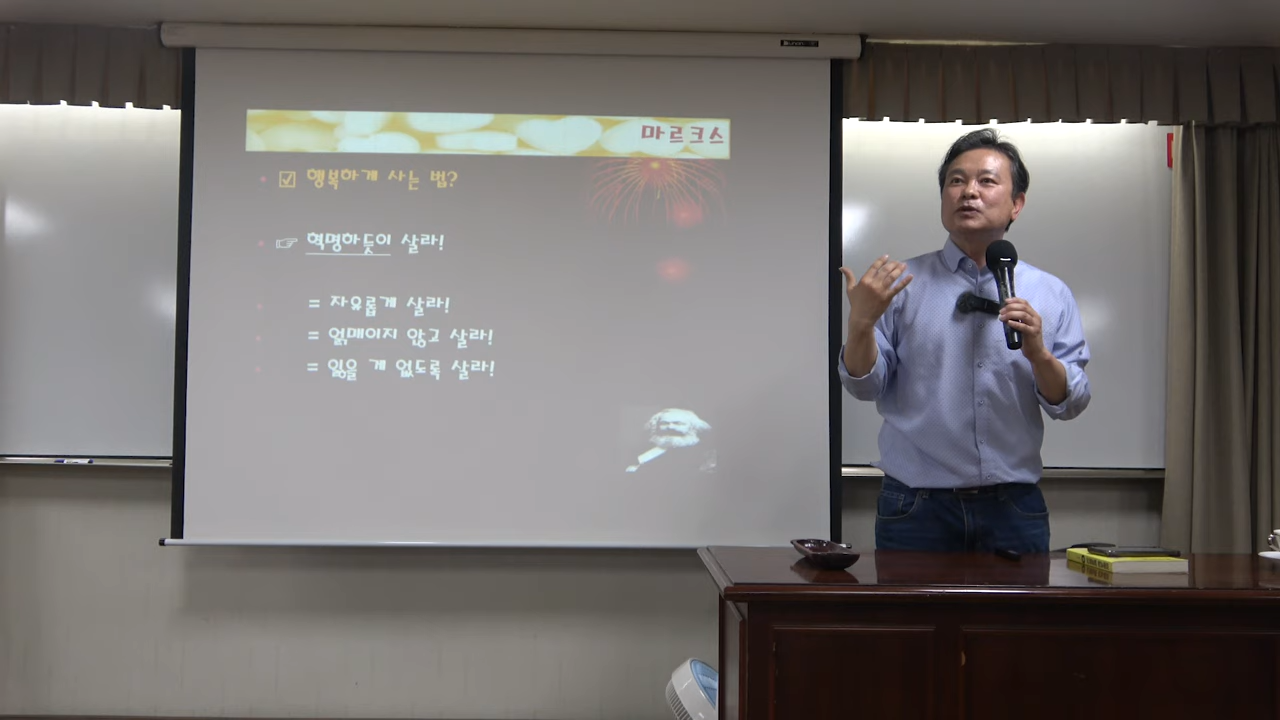 마르크스
☑ 행복하게 사는 법?
☞ 혁명하듯이 살라!
= 자유롭게 살라!
= 얽매이지 않고 살라!
= 잃을 게 없도록 살라!